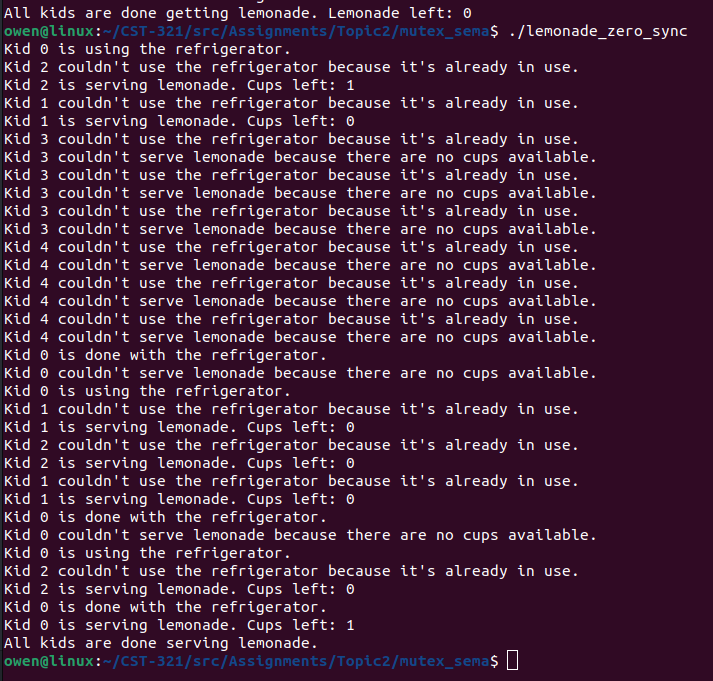 All kids are done getting lemonade. Lemonade left: 0
owen@linux:~/CST-321/src/Assignments/Topic2/mutex_sema$ ./lemonade_zero_sync
Kid 0 is using the refrigerator.
Kid 2 couldn't use the refrigerator because it's already in use.
Kid 2 is serving lemonade. Cups left: 1
Kid 1 couldn't use the refrigerator because it's already in use.
Kid 1 is serving lemonade. Cups left: 0
Kid 3 couldn't use the refrigerator because it's already in use.
Kid 3 couldn't serve lemonade because there are no cups available.
Kid 3 couldn't use the refrigerator because it's already in use.
Kid 3 couldn't serve lemonade because there are no cups available.
Kid 3 couldn't use the refrigerator because it's already in use.
Kid 3 couldn't serve lemonade because there are no cups available.
Kid 4 couldn't use the refrigerator because it's already in use.
Kid 4 couldn't serve lemonade because there are no cups available.
Kid 4 couldn't use the refrigerator because it's already in use.
Kid 4 couldn't serve lemonade because there are no cups available.
Kid 4 couldn't use the refrigerator because it's already in use.
Kid 4 couldn't serve lemonade because there are no cups available.
Kid 0 is done with the refrigerator.
Kid 0 couldn't serve lemonade because there are no cups available.
Kid 0 is using the refrigerator.
Kid 1 couldn't use the refrigerator because it's already in use.
Kid 1 is serving lemonade. Cups left: 0
Kid 2 couldn't use the refrigerator because it's already in use.
Kid 2 is serving lemonade. Cups left: 0
Kid 1 couldn't use the refrigerator because it's already in use.
Kid 1 is serving lemonade. Cups left: 0
Kid 0 is done with the refrigerator.
Kid 0 couldn't serve lemonade because there are no cups available.
Kid 0 is using the refrigerator.
Kid 2 couldn't use the refrigerator because it's already in use.
Kid 2 is serving lemonade. Cups left: 0
Kid 0 is done with the refrigerator.
Kid 0 is serving lemonade. Cups left: 1
All kids are done serving lemonade.
owen@linux:~/CST-321/src/Assignments/Topic2/mutex_sema$